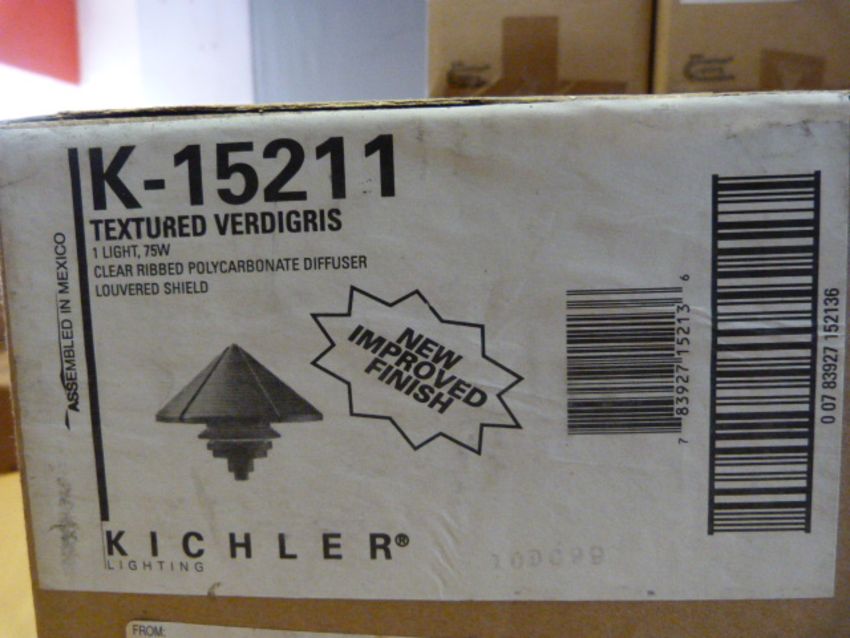 K-15211
TEXTURED VERDIGRIS
1 LIGHT, 75W
CLEAR RIBBED POLYCARBONATE DIFFUSER
LOUVERED SHIELD
ASSEMBLED IN MEXICO
NEW
IMPROVED
FINISH
7 83927 15213 6
0 07 83927 152136
KICHLER®
LIGHTING
FROM: